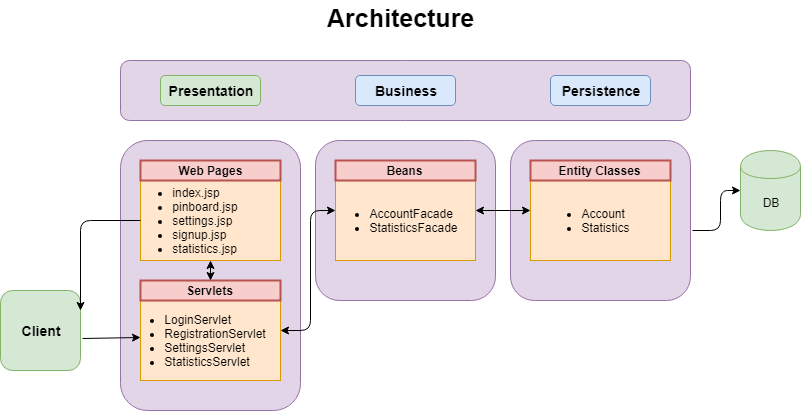 Architecture
Presentation
Business
Persistence
Web Pages
index.jsp
pinboard.jsp
settings.jsp
signup.jsp
statistics.jsp
Servlets
LoginServlet
RegistrationServlet
SettingsServlet
StatisticsServlet
Beans
AccountFacade
StatisticsFacade
Entity Classes
Account
Statistics
DB
Client